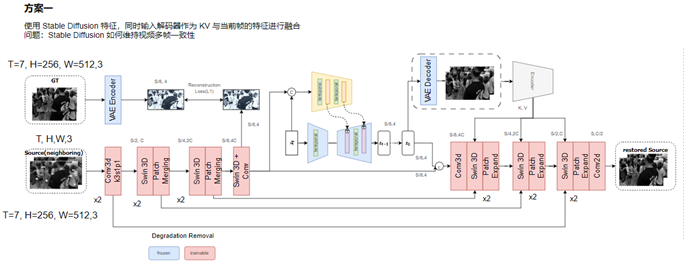 方案一
使用 Stable Diffusion 特征，同时输入解码器作为 KV 与当前帧的特征进行融合
问题：Stable Diffusion 如何维持视频多帧一致性
T=7, H=256, W=512,3
GT
VAE Encoder
S/8, 4
Reconstruction
Loss(L1)
S/8,4
C
VAE Decoder
Encoder
K, V
T, H,W,3
Source(neighboring)
Conv3d
k3s1p1
S/2, C
Swin 3D
Patch
Merging
S/4,2C
Swin 3D
Patch
Merging
S/8,4C
Swin 3D +
Conv
S/8,4
S/8,4
S/8,4
S/8,4C
Conv3d
Swin 3D
Patch
Expand
S/4,2C
Swin 3D
Patch
Expand
S/2,C
Swin 3D
Patch
Expand
Conv2d
S,C/2
restored Source
x2
x2
x2
x2
x2
x2
T=7, H=256, W=512,3
Degradation Removal
frozen
trainable